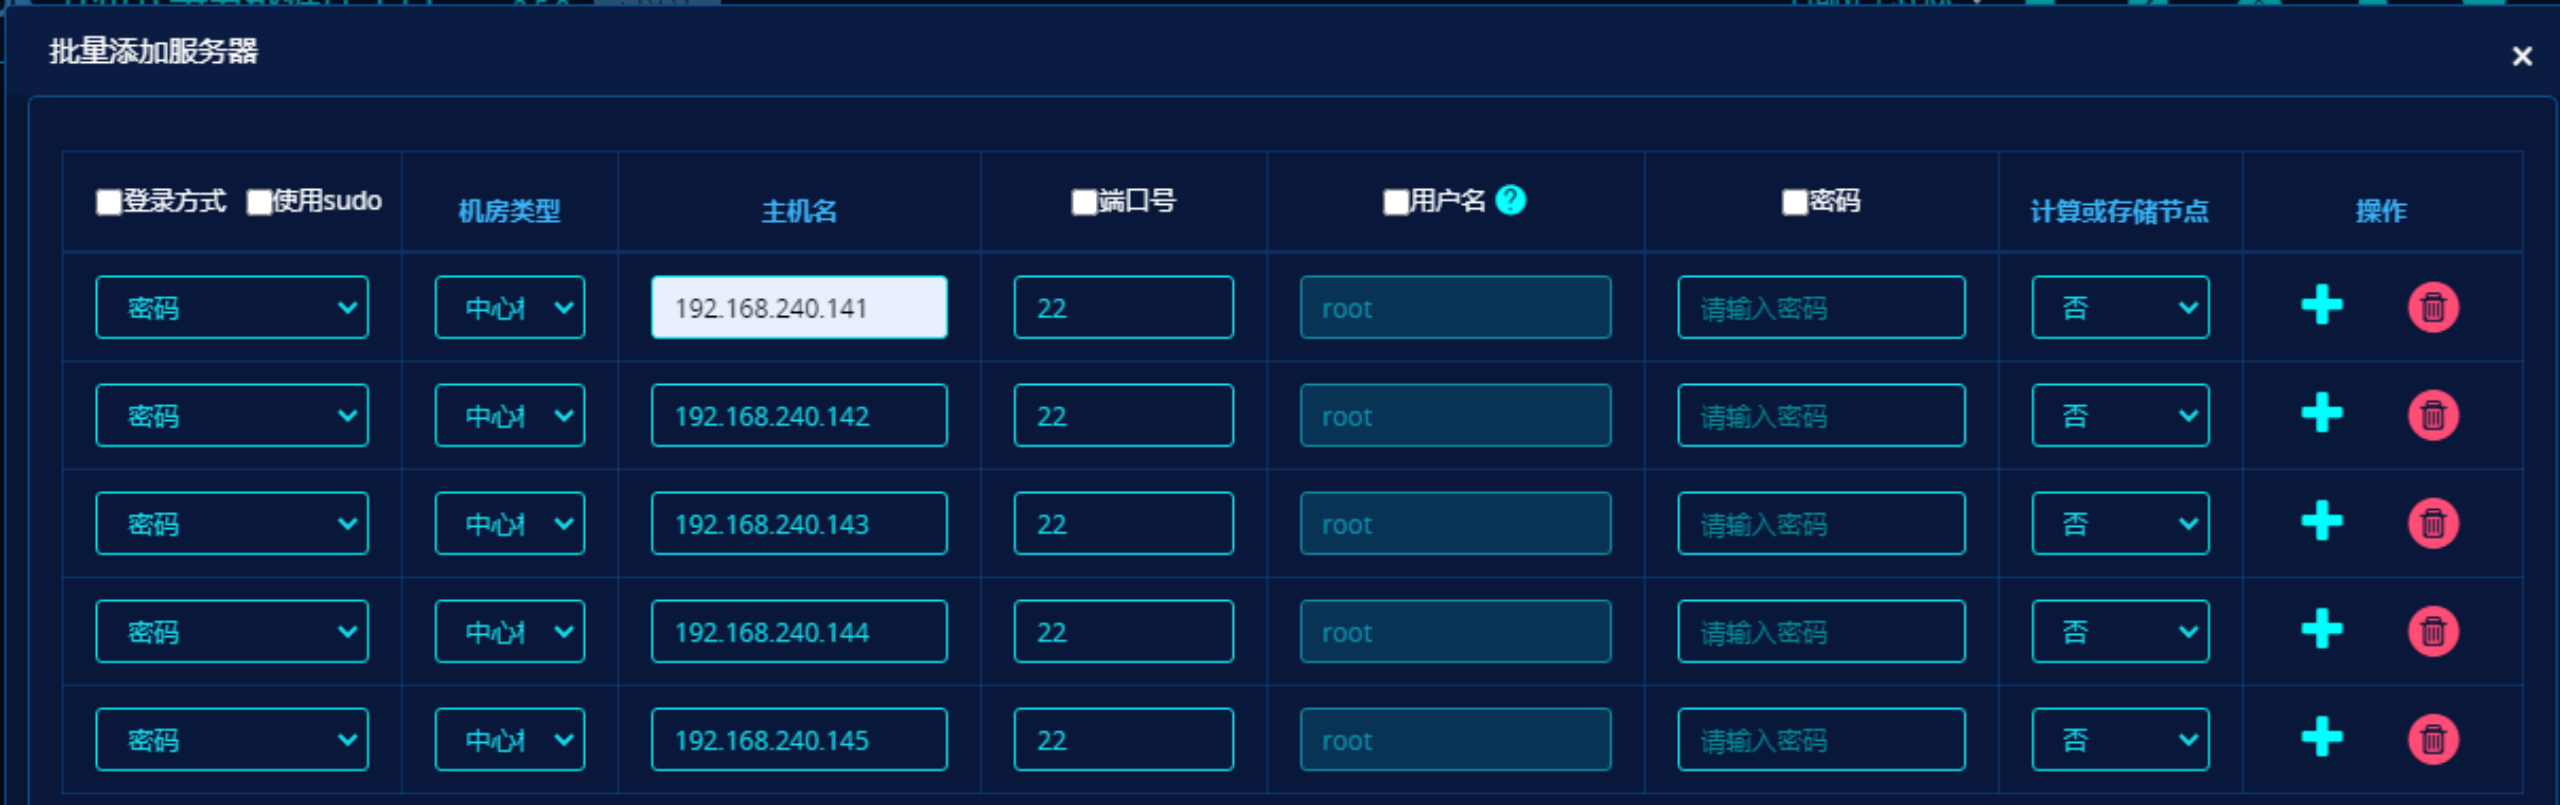 批量添加服务器
登录方式 使用sudo 机房类型 主机名 端口号 用户名 ? 密码 计算或存储节点 操作
密码 中心 192.168.240.141 22 root 请输入密码 否
密码 中心 192.168.240.142 22 root 请输入密码 否
密码 中心 192.168.240.143 22 root 请输入密码 否
密码 中心 192.168.240.144 22 root 请输入密码 否
密码 中心 192.168.240.145 22 root 请输入密码 否